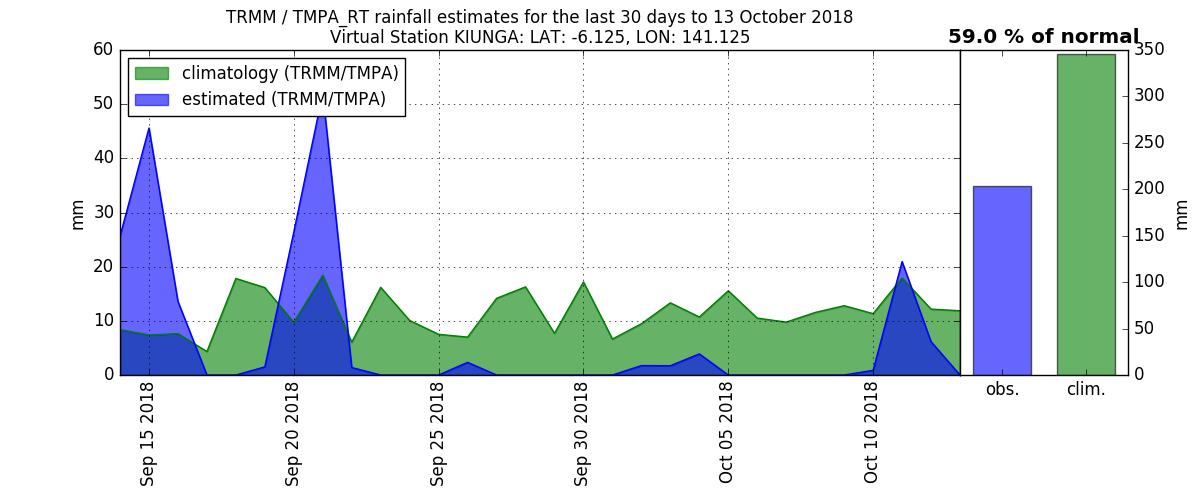 TRMM / TMPA_RT rainfall estimates for the last 30 days to 13 October 2018
Virtual Station KIUNGA: LAT: -6.125, LON: 141.125
59.0 % of normal
climatology (TRMM/TMPA)
estimated (TRMM/TMPA)
60
50
40
30
20
10
0
mm
Sep 15 2018
Sep 20 2018
Sep 25 2018
Sep 30 2018
Oct 05 2018
Oct 10 2018
obs.
clim.
350
300
250
200
150
100
50
0
mm